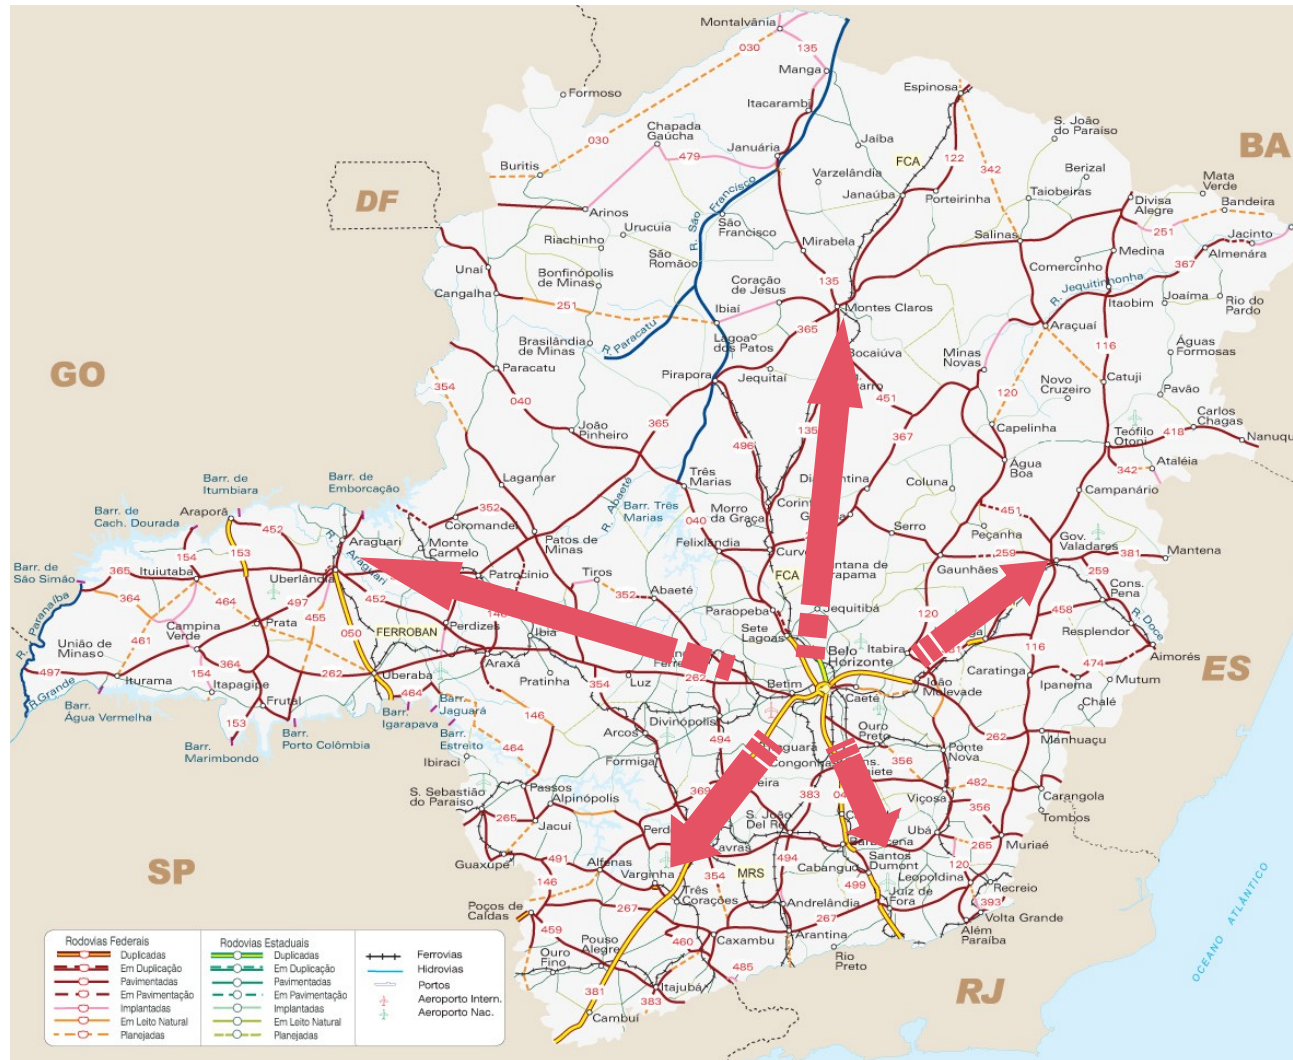 Montalvânia
030
135
Manga
Formoso
Espinosa
Itacarambi
S. João
do Paraíso
BA
Chapada
Gaúcha
Jaíba
030
Januária
FCA
122
479
Buritis
Varzelândia
342
Berizal
Mata
Verde
DF
Janaúba
Porteirinha
Taiobeiras
Divisa
Alegre
Bandeira
Arinos
R. São Francisco
São
Francisco
Urucuia
251
Riachinho
Mirabela
Salinas
Jacinto
Medina
Almenára
São
Romão
Unaí
Bonfinópolis
de Minas
Coração
de Jesus
135
Comercinho
367
Cangalha
R. Jequitinhonha
Itaobim
Joaíma
251
Ibiaí
Montes Claros
Rio do
Pardo
365
Araçuaí
R. Paracatu
Brasilândia
de Minas
Lagoa
dos Patos
Bocaiúva
Minas
Novas
116
Águas
Formosas
GO
Paracatu
Pirapora
Jequitaí
Novo
Cruzeiro
Catuji
354
040
451
120
Pavão
Carlos
Chagas
João
Pinheiro
365
496
135
367
Capelinha
Teófilo
Otoni
418
Nanuqu
Água
Boa
342
Ataléia
Barr. de
Itumbiara
Barr. de
Emborcação
Lagamar
Três
Marias
Coluna
Campanário
Araporâ
352
R. Abaeté
Barr. Três
Marias
Morro
da Graça
Barr. de
Cach. Dourada
452
Coromandel
040
451
Peçanha
Araguari
Serro
Gov.
Valadares
154
153
Monte
Carmelo
Patos de
Minas
Felixlândia
259
381
Mantena
Barr. de
São Simão
365
Ituiutaba
R. Araguari
Uberlândia
Patrocínio
Tiros
FCA
Gaunhães
259
Cons.
Pena
364
464
497
452
352
Abaeté
R. Paranaíba
455
Paraopeba
Jequitibá
120
458
R. Doce
Campina
Verde
Prata
050
FERROBAN
Perdizes
Ibia
Sete
Lagoas
Resplendor
União de
Minas
461
Itabira
Belo
Horizonte
116
Aimorés
ES
364
Araxá
497
154
262
Uberaba
Pratinha
354
Luz
262
Betim
João
Molevade
Caratinga
474
R.Grande
Iturama
Itapagipe
464
Ipanema
Mutum
Frutal
Caeté
Barr.
Água Vermelha
Barr.
Igarapava
Barr.
Jaguará
146
Divinópolis
Chalé
153
Barr.
Porto Colômbia
Barr.
Estreito
Arcos
494
Ouro
Preto
262
Manhuaçu
Barr.
Marimbondo
464
Ibiraci
Formiga
356
Ponte
Nova
S. Sebastião
do Paraíso
Passos
Alpinópolis
383
482
Carangola
Viçosa
265
Jacuí
S. João
Del Rei
356
Tombos
Ubá
265
Muriaé
SP
Guaxupé
491
Alfenas
Santos
Dumont
MRS
494
Cabangu
120
146
Varginha
354
Leopoldina
Três
Corações
499
Juiz de
Fora
Recreio
Poços de
Caldas
267
Andrelândia
393
Volta Grande
267
459
Pouso
Alegre
460
Caxambu
Arantina
Além
Paraíba
Rio
Preto
Ouro
Fino
485
Itajubá
381
383
RJ
Cambuí
OCEANO ATLÂNTICO
Rodovias Federais
Duplicadas
Em Duplicação
Pavimentadas
Em Pavimentação
Implantadas
Em Leito Natural
Planejadas
Rodovias Estaduais
Duplicadas
Em Duplicação
Pavimentadas
Em Pavimentação
Implantadas
Em Leito Natural
Planejadas
Ferrovias
Hidrovias
Portos
Aeroporto Intern.
Aeroporto Nac.